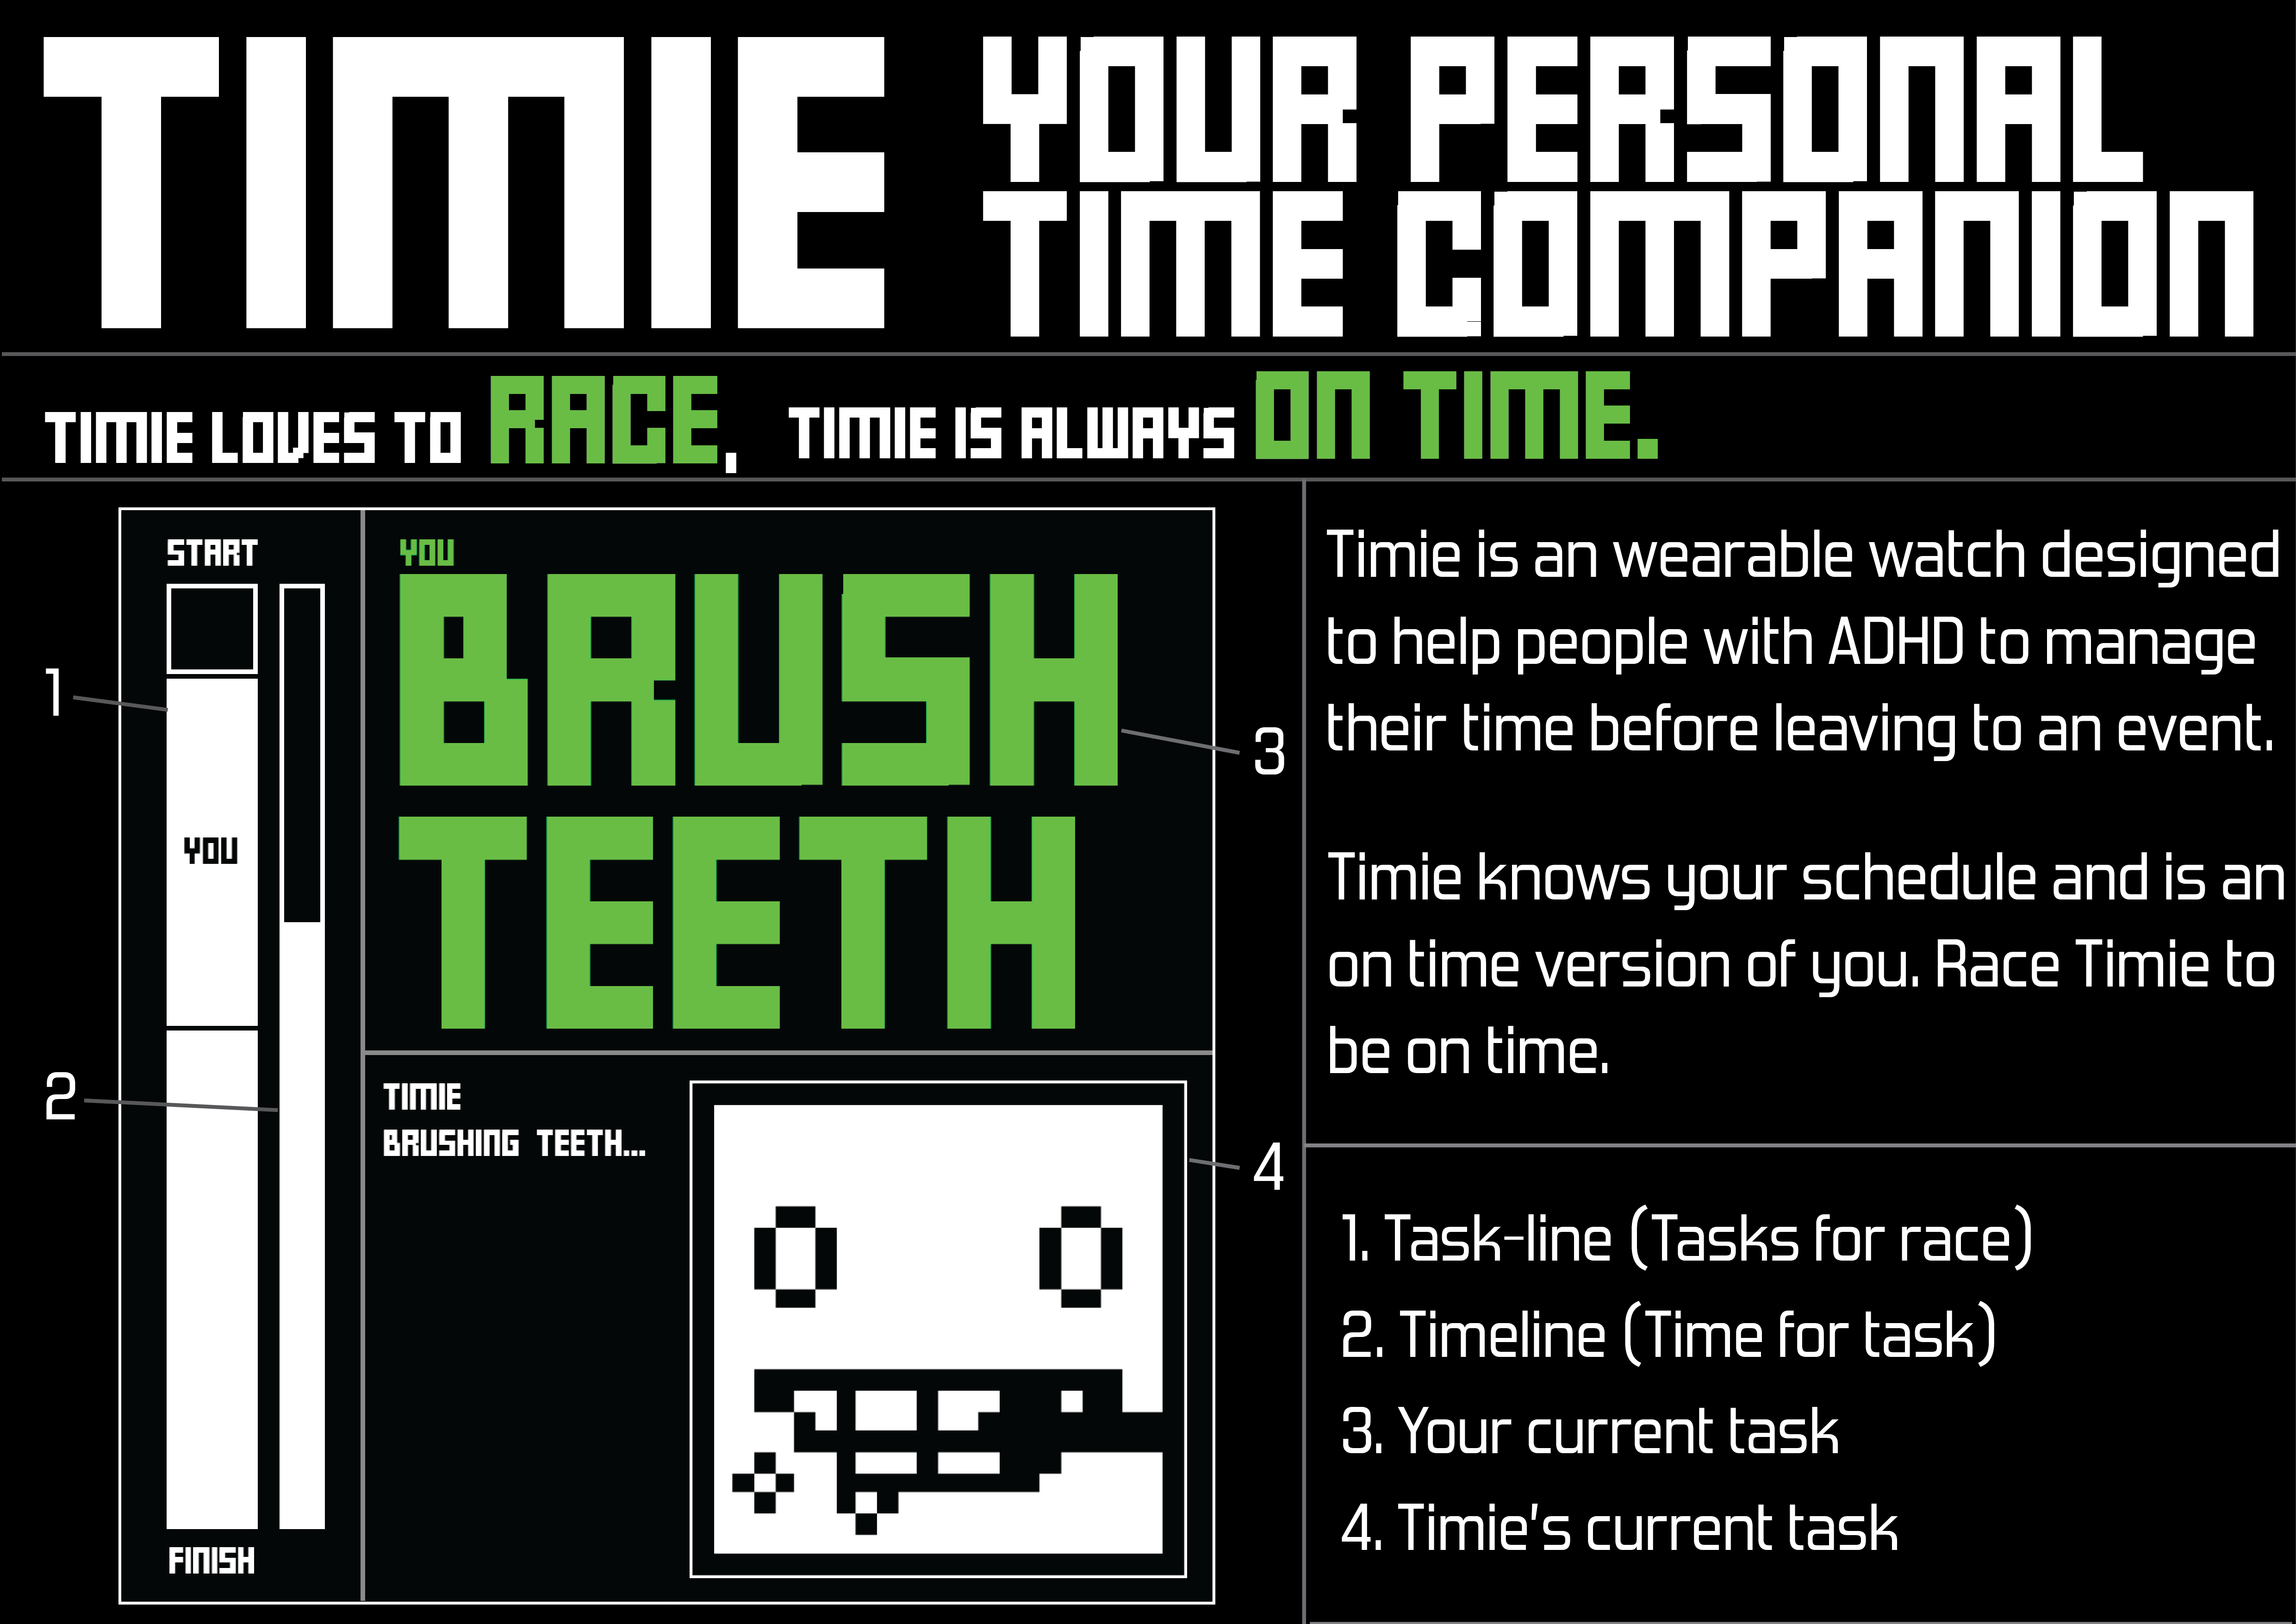 TIMIE
YOUR PERSONAL
TIME COMPANION
TIMIE LOVES TO RACE, TIMIE IS ALWAYS ON TIME.
START
YOU
FINISH
1
2
YOU
BRUSH
TEETH
3
TIMIE
BRUSHING TEETH...
4
Timie is an wearable watch designed
to help people with ADHD to manage
their time before leaving to an event.
Timie knows your schedule and is an
on time version of you. Race Timie to
be on time.
1. Task-line (Tasks for race)
2. Timeline (Time for task)
3. Your current task
4. Timie's current task